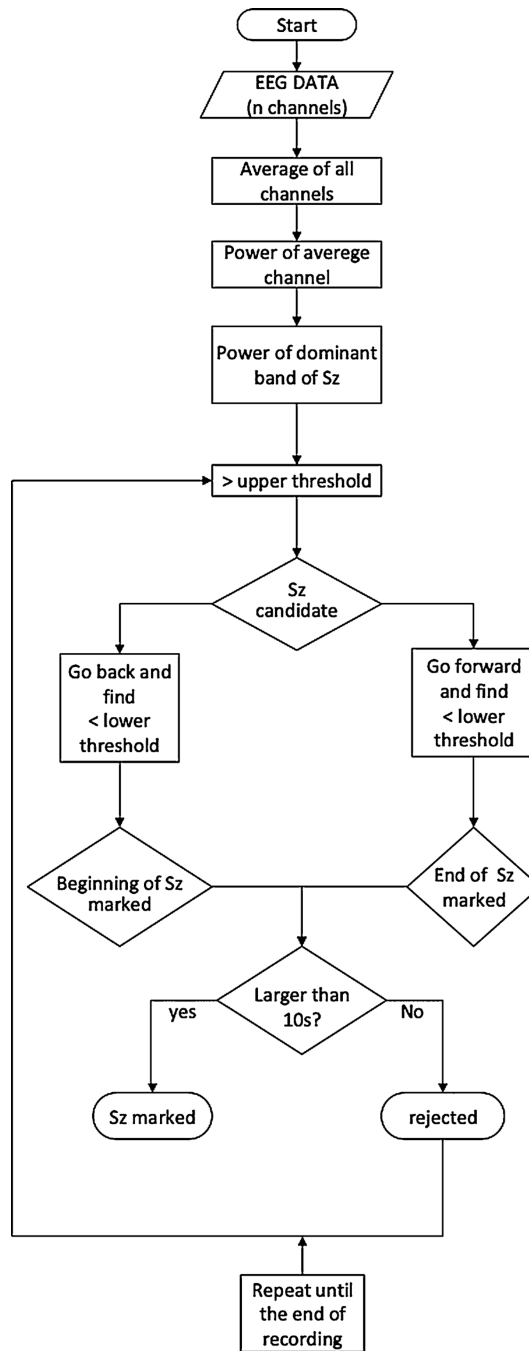 Start
EEG DATA
(n channels)
Average of all
channels
Power of averege
channel
Power of dominant
band of Sz
> upper threshold
Sz
candidate
Go back and
find
< lower
threshold
Go forward
and find
< lower
threshold
Beginning of Sz
marked
End of Sz
marked
Larger than
10s?
yes
No
Sz marked
rejected
Repeat until
the end of
recording